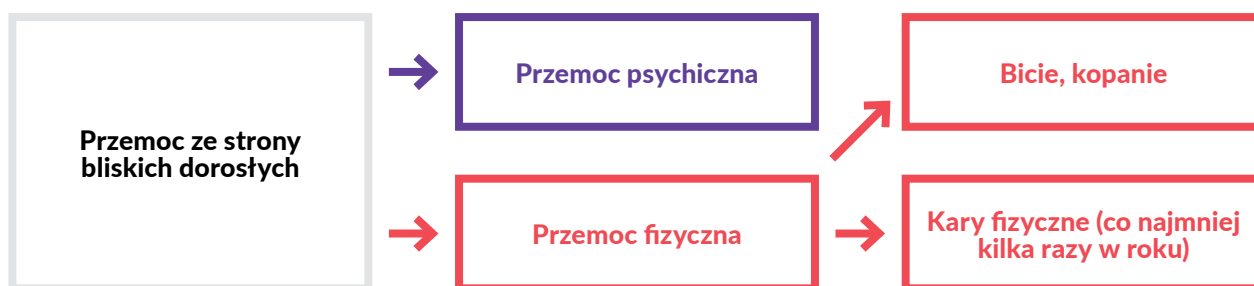 Przemoc ze strony
bliskich dorosłych
Przemoc psychiczna
Przemoc fizyczna
Bicie, kopanie
Kary fizyczne (co najmniej
kilka razy w roku)